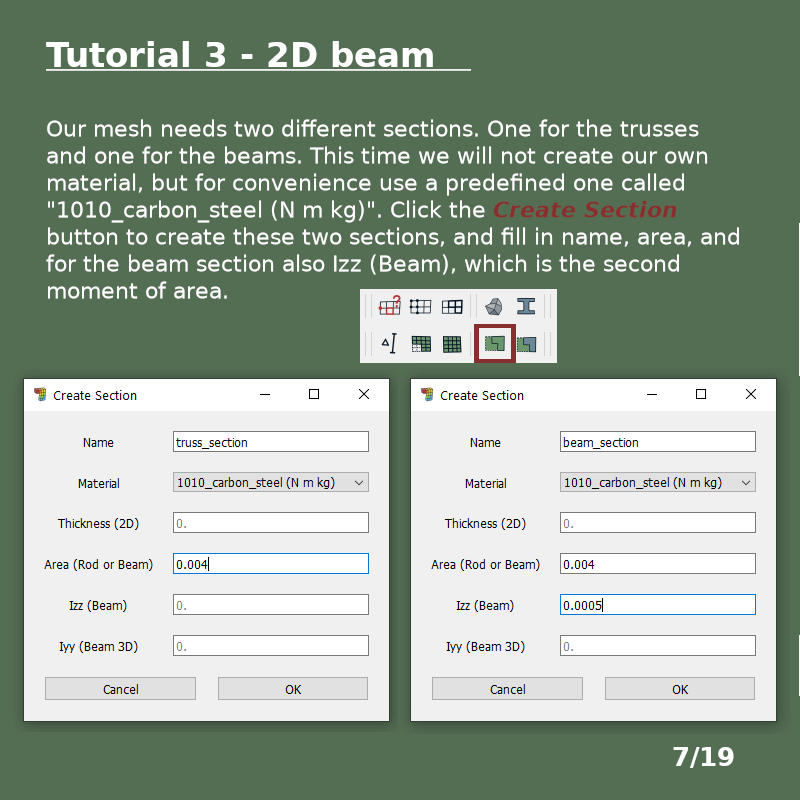 Tutorial 3 - 2D beam
Our mesh needs two different sections. One for the trusses
and one for the beams. This time we will not create our own
material, but for convenience use a predefined one called
"1010_carbon_steel (N m kg)". Click the Create Section
button to create these two sections, and fill in name, area, and
for the beam section also Izz (Beam), which is the second
moment of area.
?
Create Section
Name truss_section
Material 1010_carbon_steel (N m kg)
Thickness (2D) 0.
Area (Rod or Beam) 0.004
Izz (Beam) 0.
Iyy (Beam 3D) 0.
Cancel OK
Create Section
Name beam_section
Material 1010_carbon_steel (N m kg)
Thickness (2D) 0.
Area (Rod or Beam) 0.004
Izz (Beam) 0.0005
Iyy (Beam 3D) 0.
Cancel OK
7/19